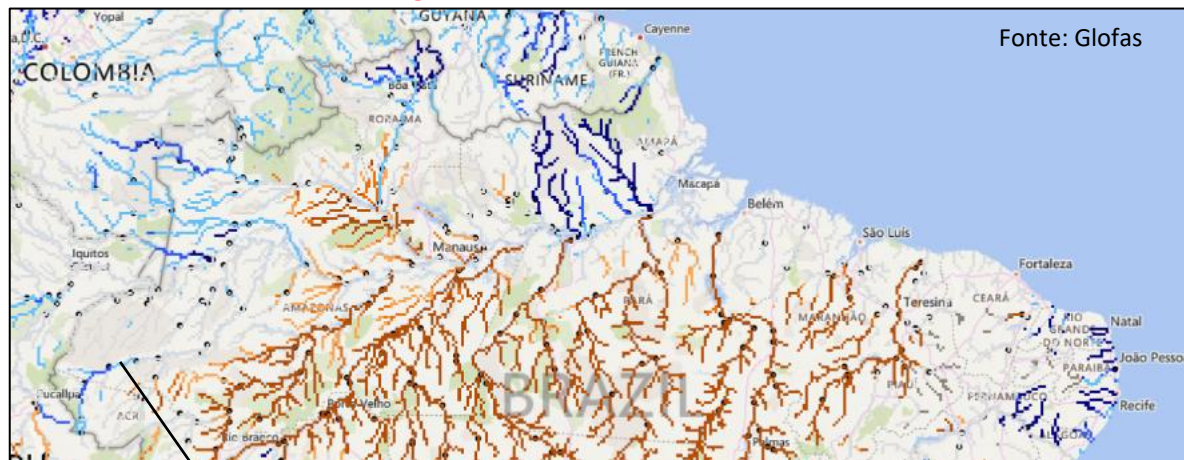 Yopal
GUYANA
Cayenne
Fonte: Glofas
FRENCH
GUIANA
(FR.)
COLOMBIA
SURINAME
Boa Vista
RORAIMA
AMAPÁ
Macapá
Belém
São Luís
Iquitos
Manaus
Fortaleza
AMAZONAS
PARÁ
Teresina
CEARÁ
MARANHÃO
RIO
GRANDE
DO NORTE
Natal
João Pesso
PARAÍBA
Pucallpa
ACR
BRAZIL
PIAUÍ
PERNAMBUCO
Recife
Porto Velho
Rio Branco
Palmas
ALAGOAS